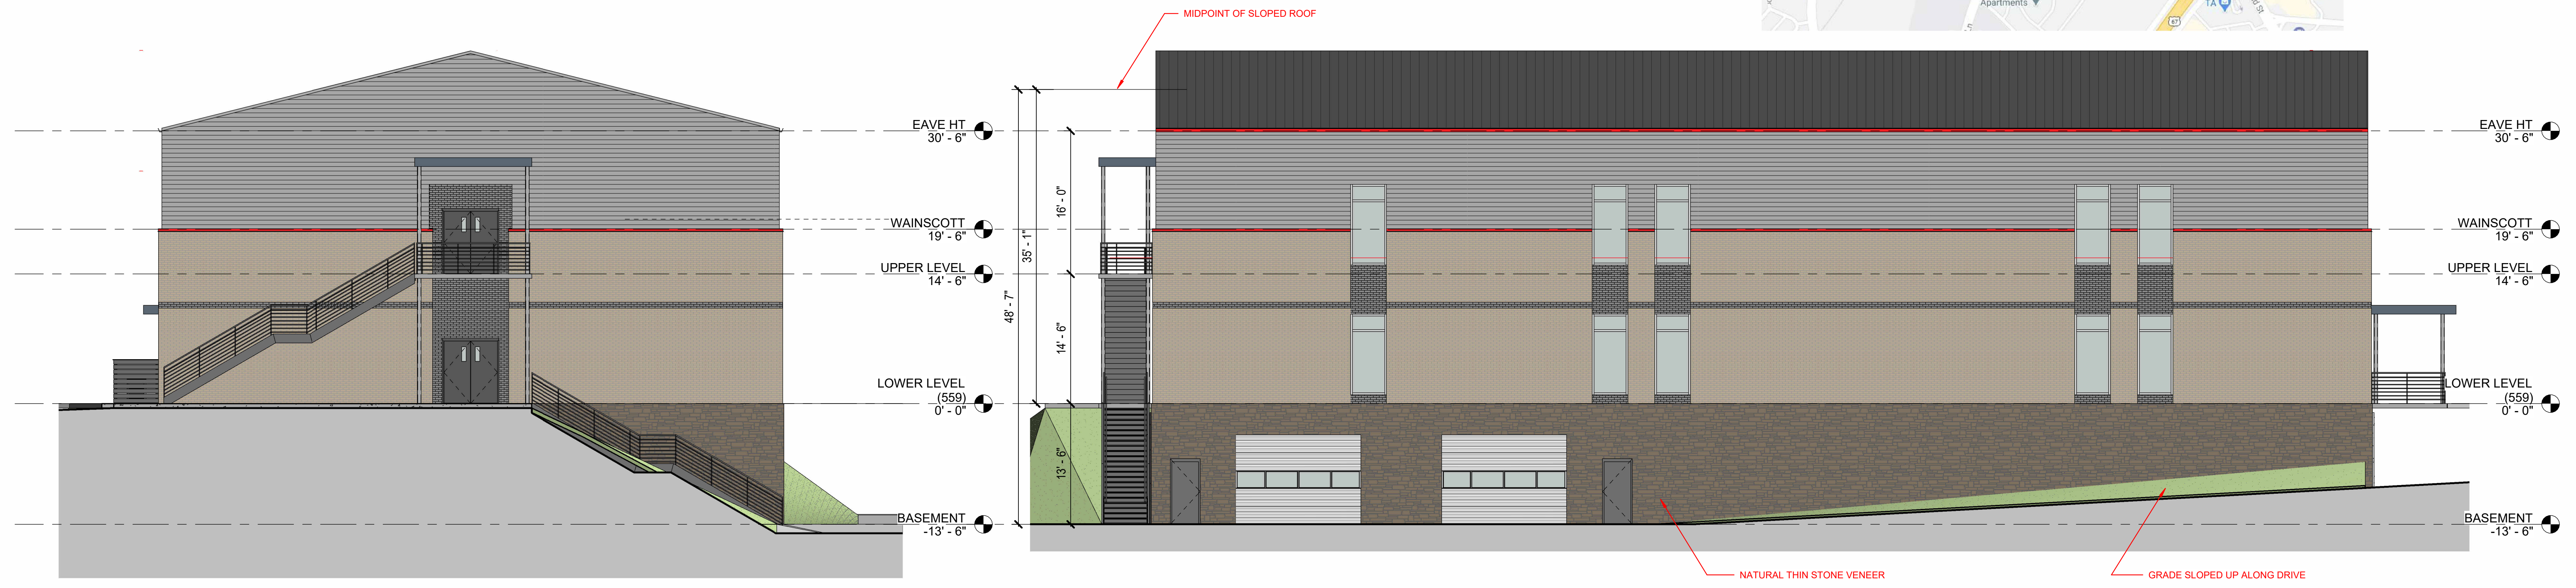 Apartments
67
TA
MIDPOINT OF SLOPED ROOF
EAVE HT
30' - 6"
WAINSCOTT
19' - 6"
UPPER LEVEL
14' - 6"
LOWER LEVEL
(559)
0' - 0"
BASEMENT
-13' - 6"
48' - 7"
35' - 1"
16' - 0"
14' - 6"
13' - 6"
EAVE HT
30' - 6"
WAINSCOTT
19' - 6"
UPPER LEVEL
14' - 6"
LOWER LEVEL
(559)
0' - 0"
BASEMENT
-13' - 6"
NATURAL THIN STONE VENEER
GRADE SLOPED UP ALONG DRIVE